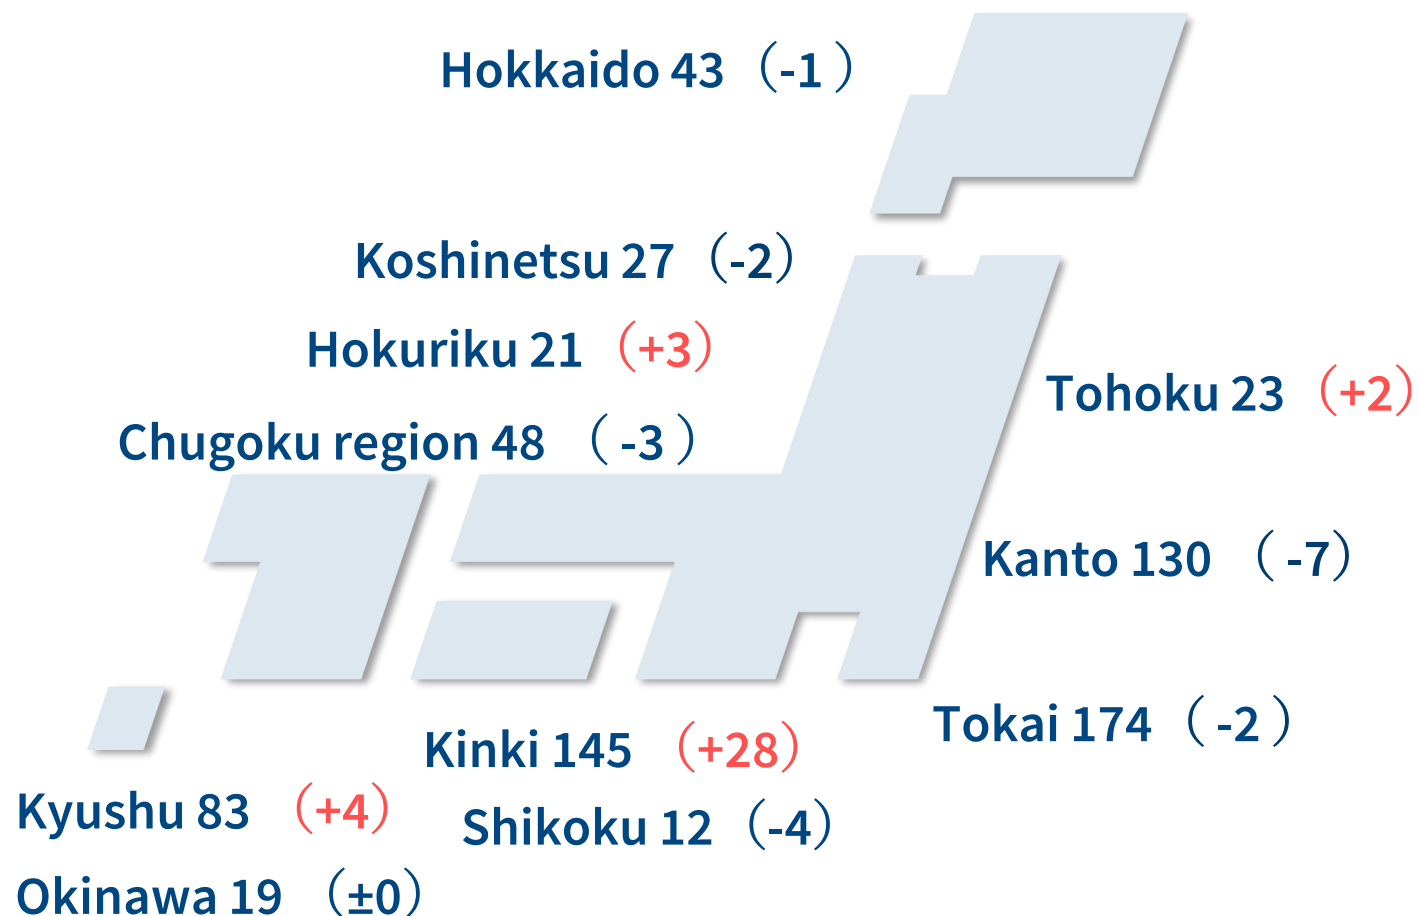 Hokkaido 43 （-1 ）
Koshinetsu 27 （-2）
Hokuriku 21 （+3）
Tohoku 23 （+2）
Chugoku region 48 （ -3 ）
Kanto 130 （ -7）
Tokai 174 （ -2 ）
Kinki 145 （+28）
Kyushu 83 （+4）
Shikoku 12 （-4）
Okinawa 19 （±0）